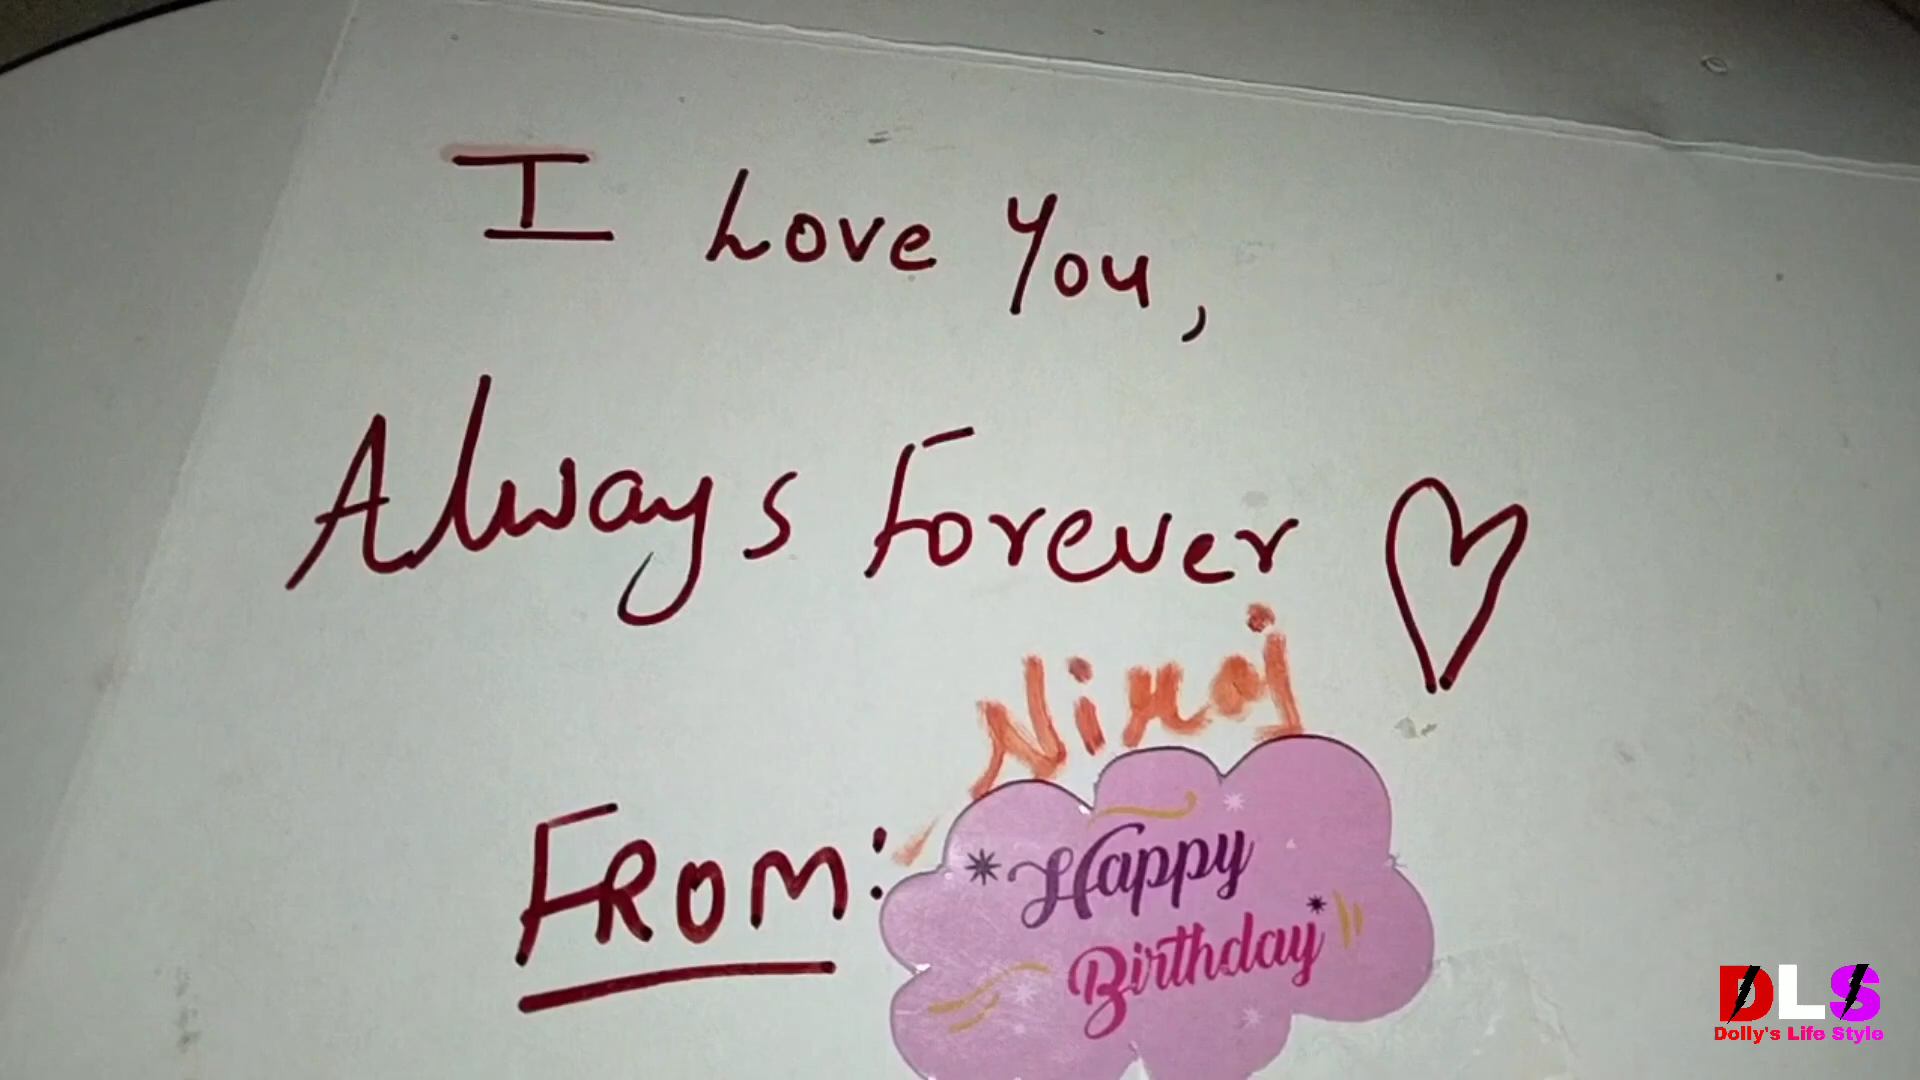 I Love You,
Always Forever
Niraj
FROM:
*Happy
Birthday*
DLS
Dolly's Life Style